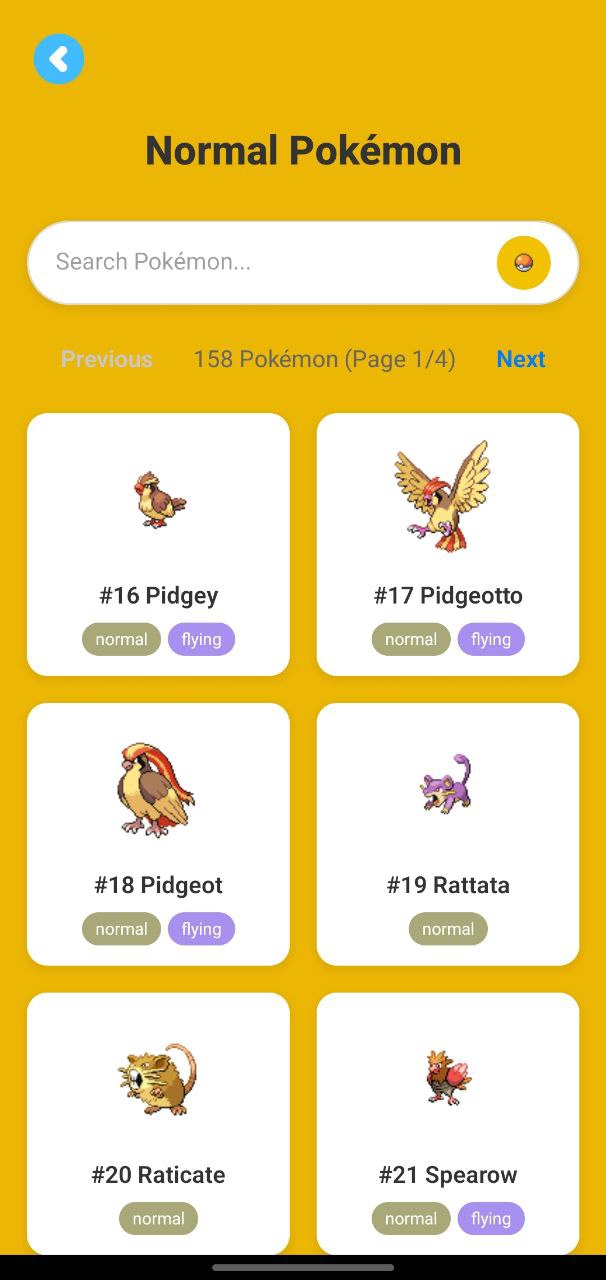 Normal Pokémon
Search Pokémon...
Previous 158 Pokémon (Page 1/4) Next
#16 Pidgey #17 Pidgeotto
normal flying normal flying
#18 Pidgeot #19 Rattata
normal flying normal
#20 Raticate #21 Spearow
normal normal flying